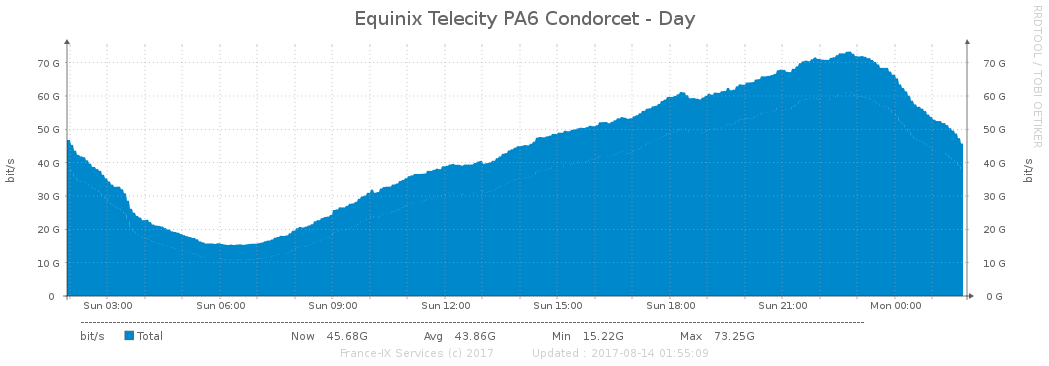 Equinix Telecity PA6 Condorcet - Day
RRDTOOL / TOBI OETIKER
bit/s
bit/s
70 G 70 G
60 G 60 G
50 G 50 G
40 G 40 G
30 G 30 G
20 G 20 G
10 G 10 G
0 0 G
Sun 03:00 Sun 06:00 Sun 09:00 Sun 12:00 Sun 15:00 Sun 18:00 Sun 21:00 Mon 00:00
bit/s Total Now 45.68G Avg 43.86G Min 15.22G Max 73.25G
France-IX Services (c) 2017 Updated : 2017-08-14 01:55:09